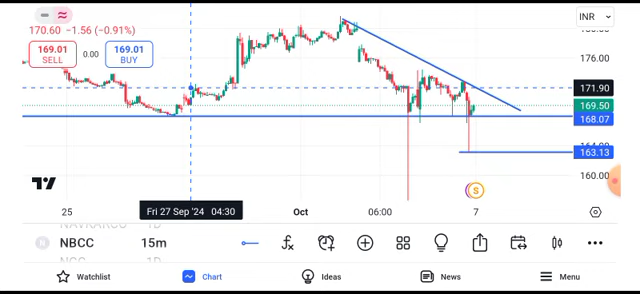 INR
170.60 −1.56 (−0.91%)
169.01
SELL
0.00
169.01
BUY
176.00
171.90
169.50
168.07
163.13
160.00
S
25
Fri 27 Sep '24 04:30
Oct
06:00
7
N
NBCC
15m
Watchlist
Chart
Ideas
News
Menu